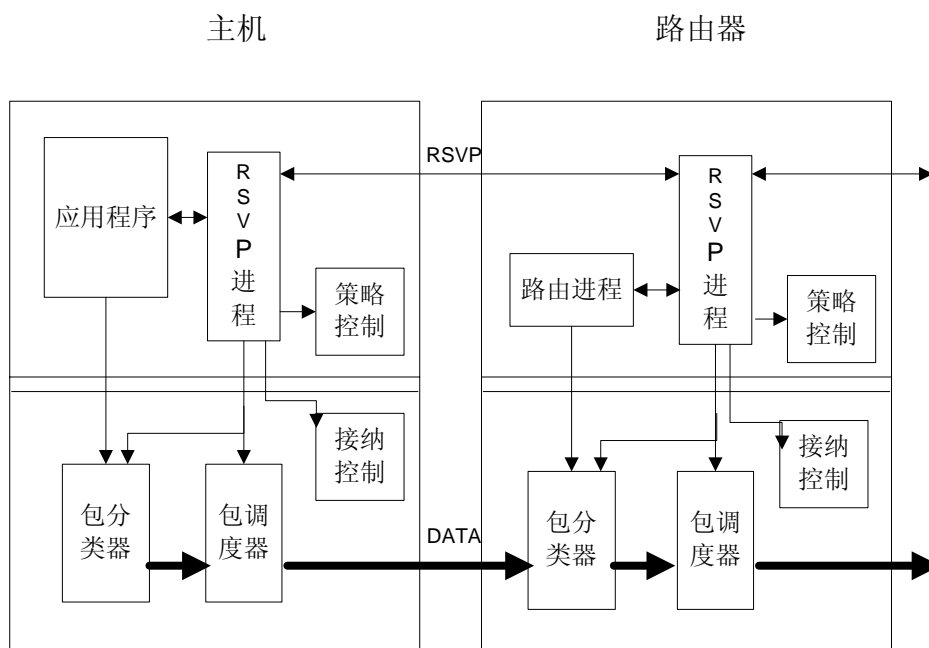 主机
路由器
应用程序
R
S
V
P
进
程
策略
控制
接纳
控制
包分
类器
包调
度器
RSVP
DATA
路由进程
R
S
V
P
进
程
策略
控制
接纳
控制
包分
类器
包调
度器